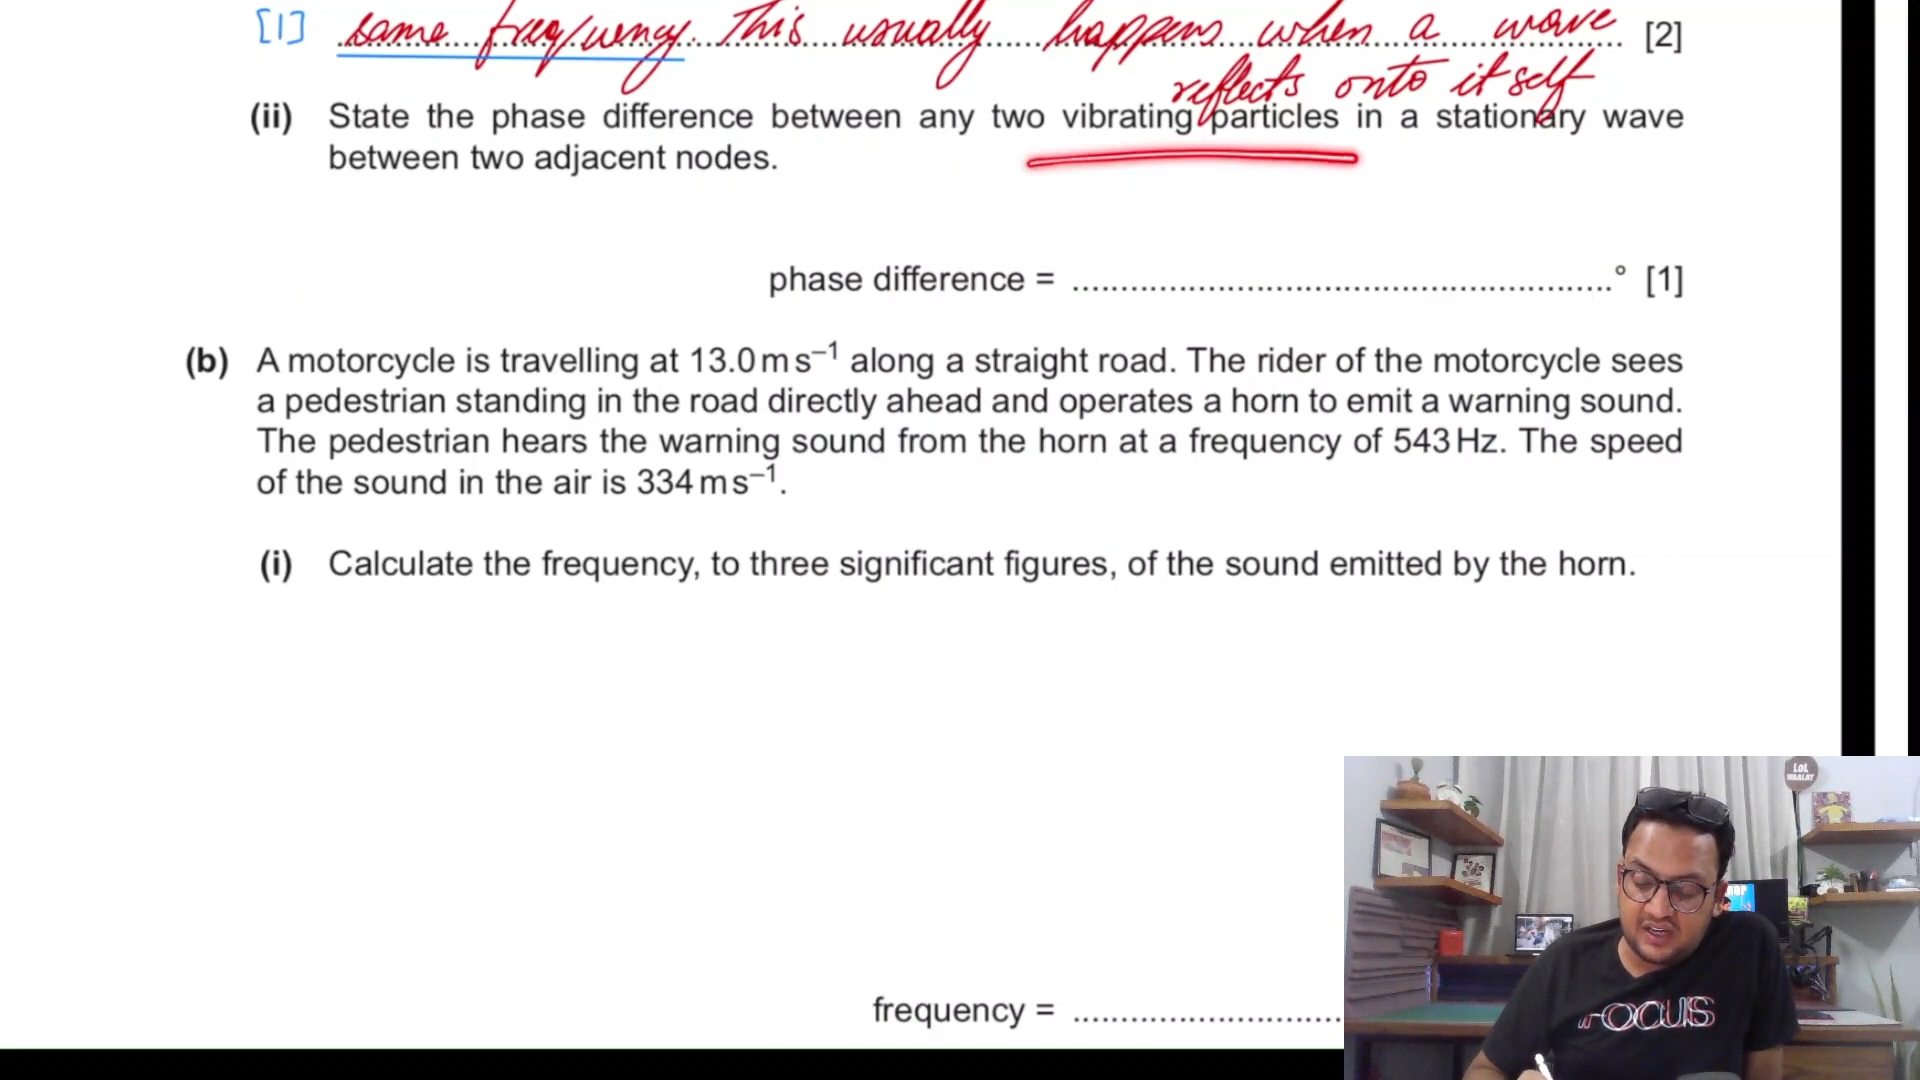 [1] same frequency. This usually happens when a wave [2]
reflects onto itself
(ii) State the phase difference between any two vibrating particles in a stationary wave
between two adjacent nodes.
phase difference = ........................................................° [1]
(b) A motorcycle is travelling at 13.0 m s⁻¹ along a straight road. The rider of the motorcycle sees
a pedestrian standing in the road directly ahead and operates a horn to emit a warning sound.
The pedestrian hears the warning sound from the horn at a frequency of 543 Hz. The speed
of the sound in the air is 334 m s⁻¹.
(i) Calculate the frequency, to three significant figures, of the sound emitted by the horn.
frequency = ............................
LOL
WAALAY
FOCUS